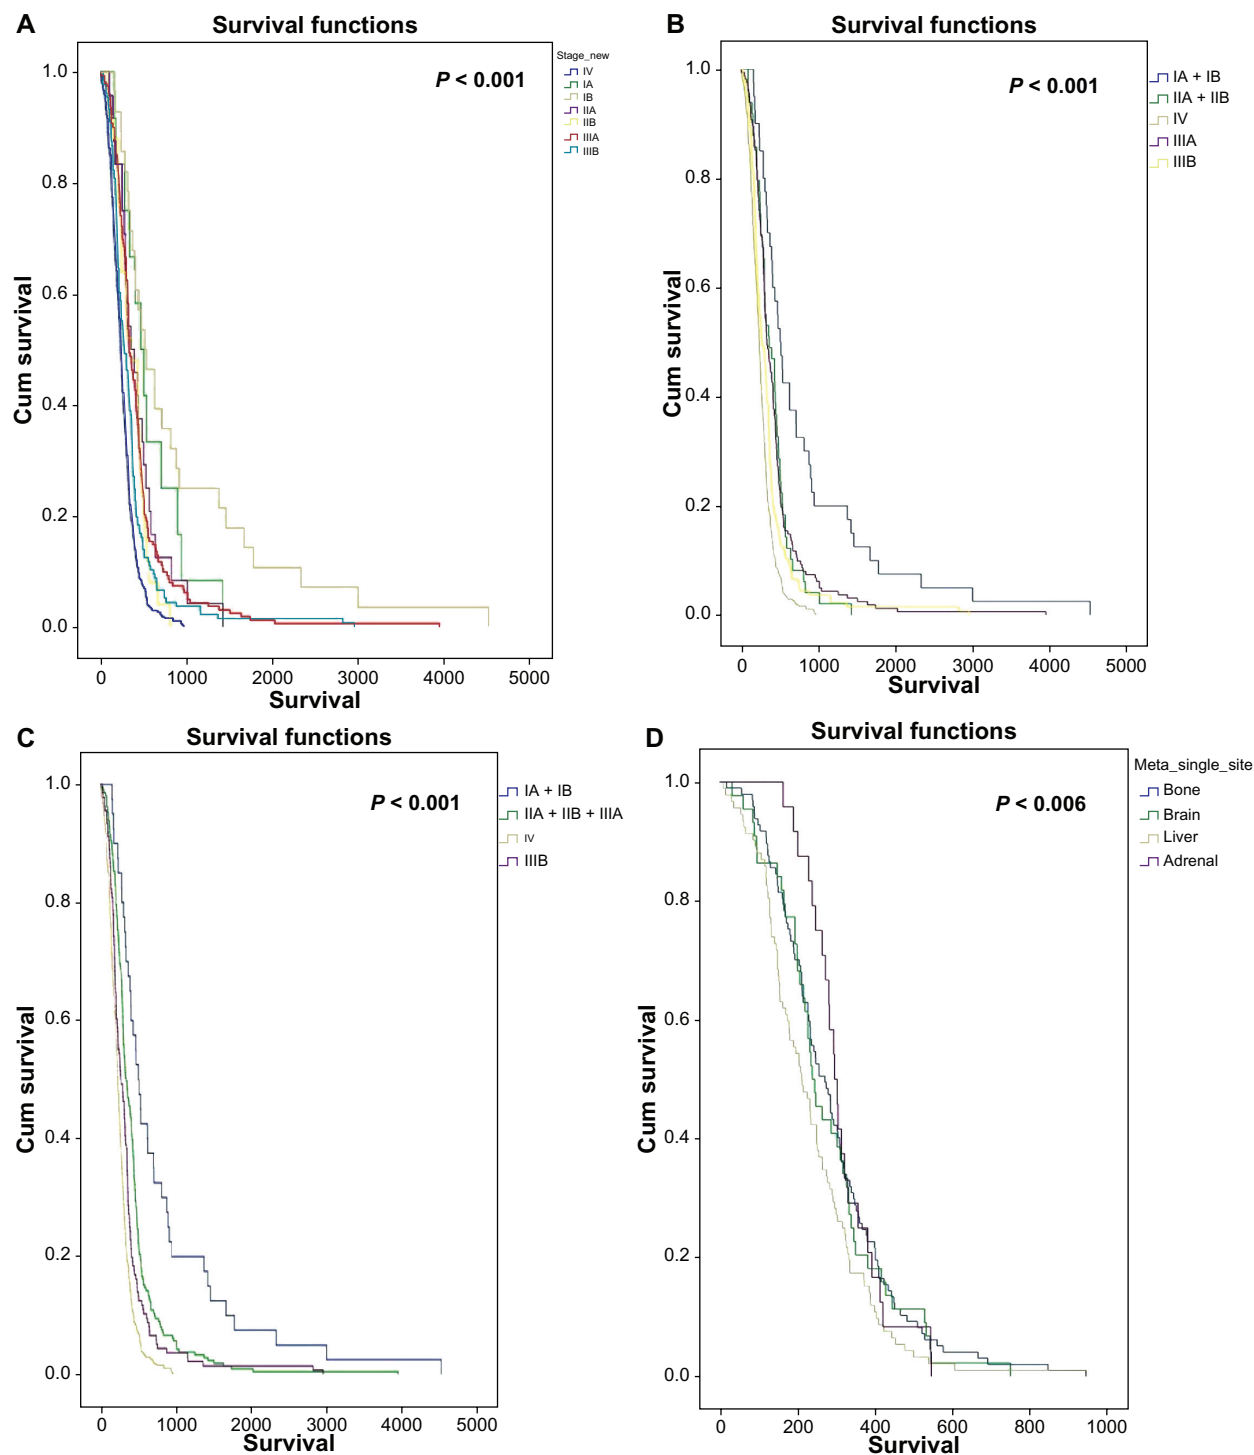 A
Survival functions
P < 0.001
Stage_new
IV
IA
IB
IIA
IIB
IIIA
IIIB
Cum survival
1.0
0.8
0.6
0.4
0.2
0.0
0 1000 2000 3000 4000 5000
Survival
B
Survival functions
P < 0.001
IA + IB
IIA + IIB
IV
IIIA
IIIB
Cum survival
1.0
0.8
0.6
0.4
0.2
0.0
0 1000 2000 3000 4000 5000
Survival
C
Survival functions
P < 0.001
IA + IB
IIA + IIB + IIIA
IV
IIIB
Cum survival
1.0
0.8
0.6
0.4
0.2
0.0
0 1000 2000 3000 4000 5000
Survival
D
Survival functions
P < 0.006
Meta_single_site
Bone
Brain
Liver
Adrenal
Cum survival
1.0
0.8
0.6
0.4
0.2
0.0
0 200 400 600 800 1000
Survival